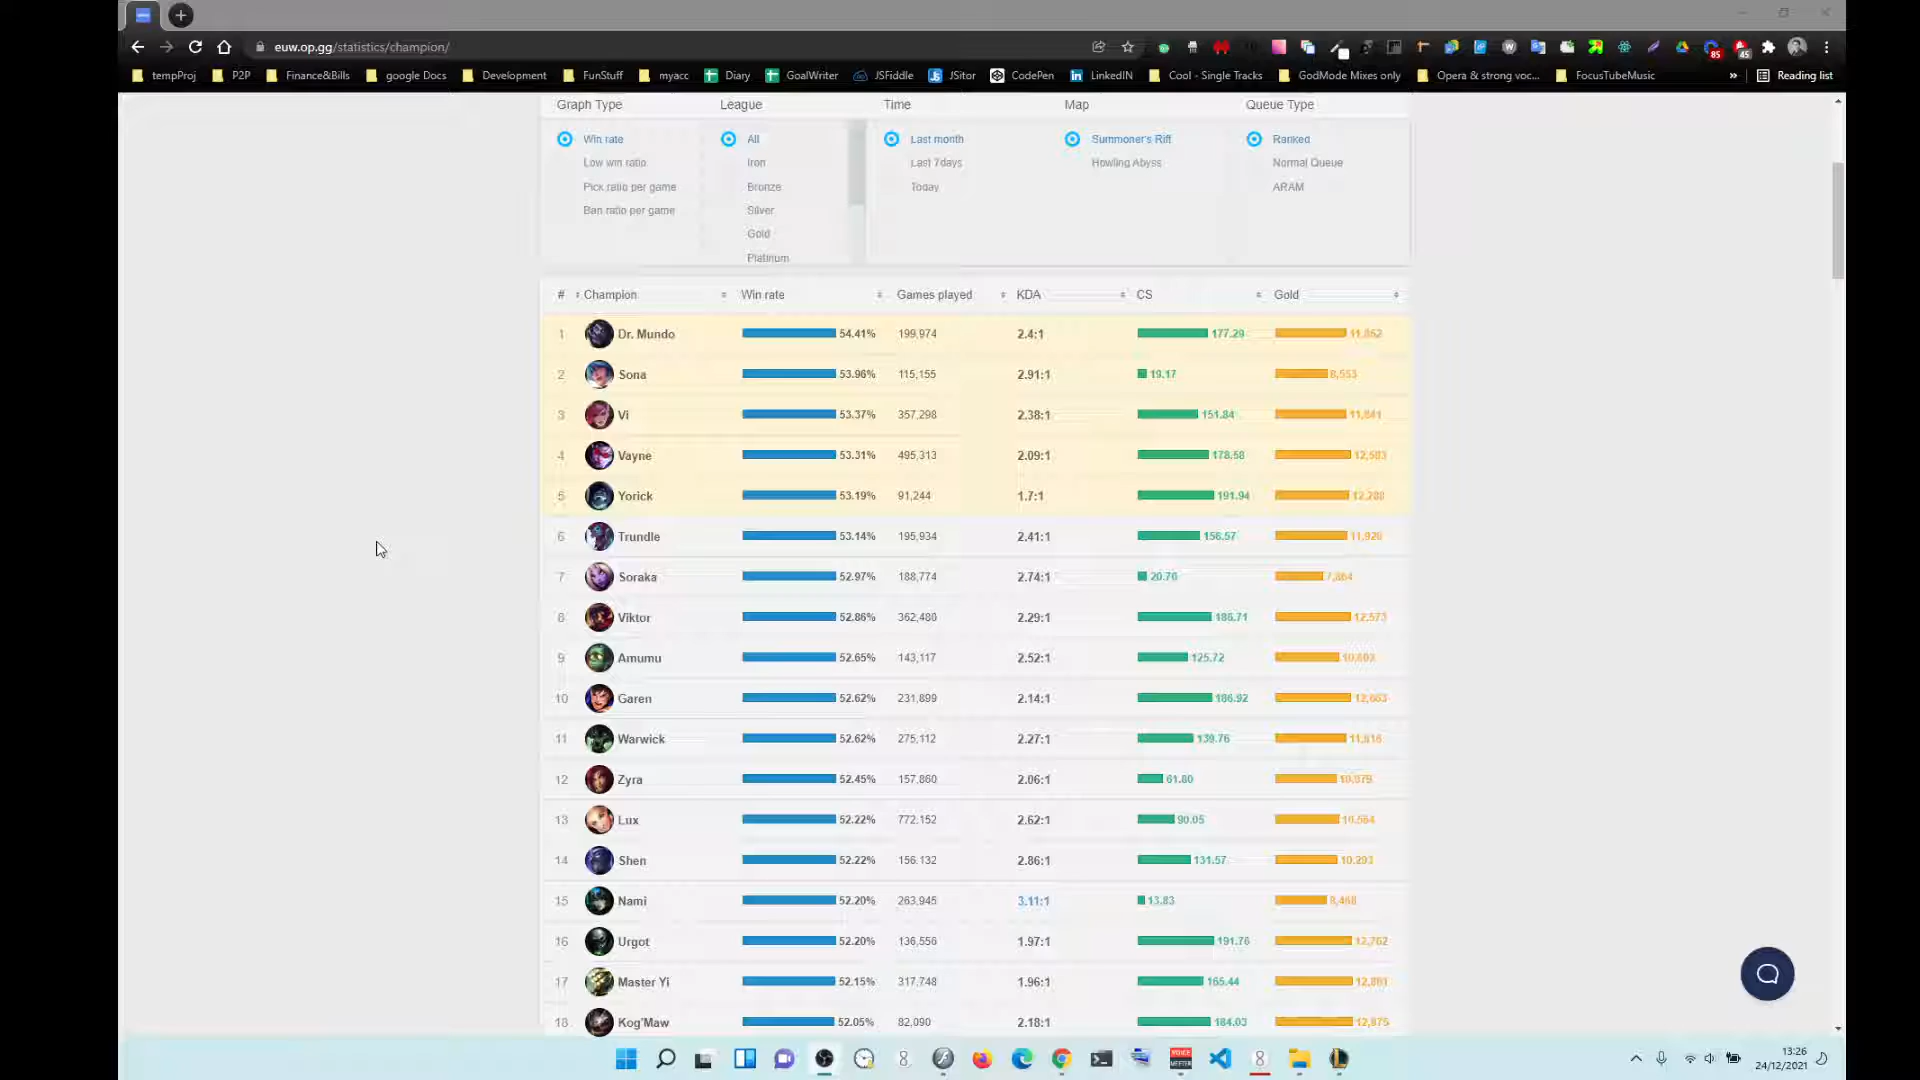 euw.op.gg/statistics/champion/
85
45
tempProj P2P Finance&Bills google Docs Development FunStuff myacc Diary GoalWriter JSFiddle JSitor CodePen LinkedIN Cool - Single Tracks GodMode Mixes only Opera & strong voc... FocusTubeMusic » Reading list
Graph Type League Time Map Queue Type
Win rate All Last month Summoner's Rift Ranked
Low win ratio Iron Last 7days Howling Abyss Normal Queue
Pick ratio per game Bronze Today ARAM
Ban ratio per game Silver
Gold
Platinum
# Champion Win rate Games played KDA CS Gold
1 Dr. Mundo 54.41% 199,974 2.4:1 177.29
2 Sona 53.96% 115,155 2.91:1 19.17 8,553
3 Vi 53.37% 357,298 2.38:1 151.84
4 Vayne 53.31% 495,313 2.09:1 178.58
5 Yorick 53.19% 91,244 1.7:1 191.94
6 Trundle 53.14% 195,934 2.41:1
7 Soraka 52.97% 188,774 2.74:1 20.70
8 Viktor 52.86% 362,480 2.29:1 12,573
9 Amumu 52.65% 143,117 2.52:1 125.72
10 Garen 52.62% 231,899 2.14:1 186.92
11 Warwick 52.62% 275,112 2.27:1 139.76
12 Zyra 52.45% 157,860 2.06:1 61.80
13 Lux 52.22% 772,152 2.62:1 90.05
14 Shen 52.22% 156,132 2.86:1 131.57 10,293
15 Nami 52.20% 263,945 3.11:1 13.83
16 Urgot 52.20% 136,556 1.97:1 191.76
17 Master Yi 52.15% 317,748 1.96:1 165.44
18 Kog'Maw 52.05% 82,090 2.18:1 184.03
13:26
24/12/2021